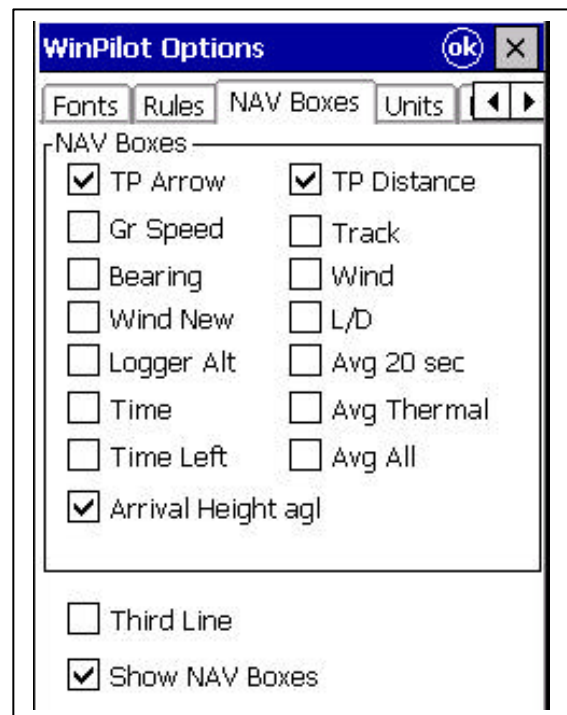 WinPilot Options ok
Fonts Rules NAV Boxes Units
NAV Boxes
TP Arrow TP Distance
Gr Speed Track
Bearing Wind
Wind New L/D
Logger Alt Avg 20 sec
Time Avg Thermal
Time Left Avg All
Arrival Height agl
Third Line
Show NAV Boxes